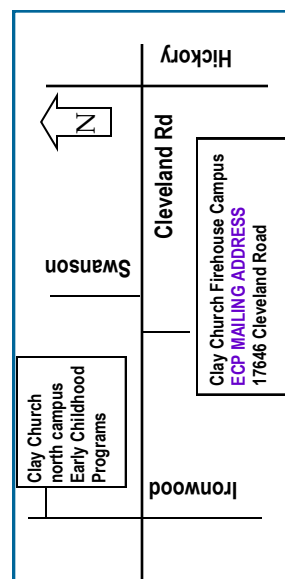 Hickory
N
Cleveland Rd
Swanson
Clay Church Firehouse Campus
ECP MAILING ADDRESS
17646 Cleveland Road
Clay Church
north campus
Early Childhood
Programs
Ironwood